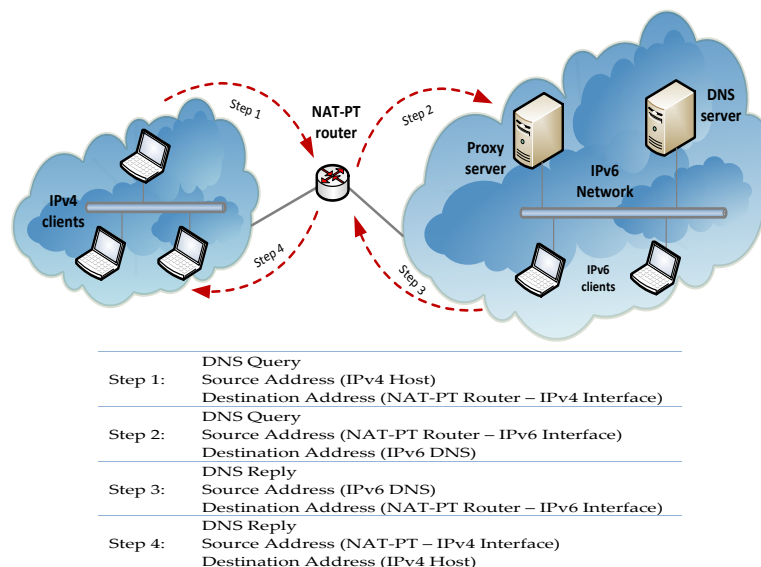 Step 1
NAT-PT
router
Step 2
DNS
server
Proxy
server
IPv6
Network
IPv4
clients
Step 4
Step 3
IPv6
clients
Step 1:
DNS Query
Source Address (IPv4 Host)
Destination Address (NAT-PT Router – IPv4 Interface)
Step 2:
DNS Query
Source Address (NAT-PT Router – IPv6 Interface)
Destination Address (IPv6 DNS)
Step 3:
DNS Reply
Source Address (IPv6 DNS)
Destination Address (NAT-PT Router – IPv6 Interface)
Step 4:
DNS Reply
Source Address (NAT-PT – IPv4 Interface)
Destination Address (IPv4 Host)